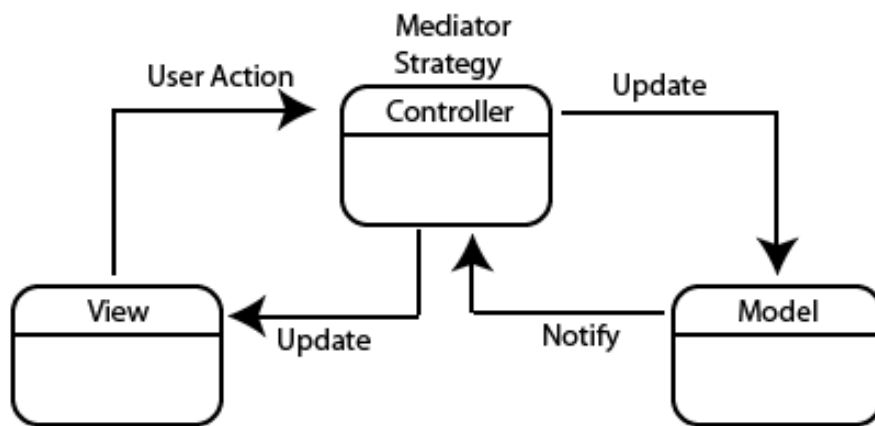 Mediator
Strategy
User Action
Controller
Update
View
Update
Notify
Model